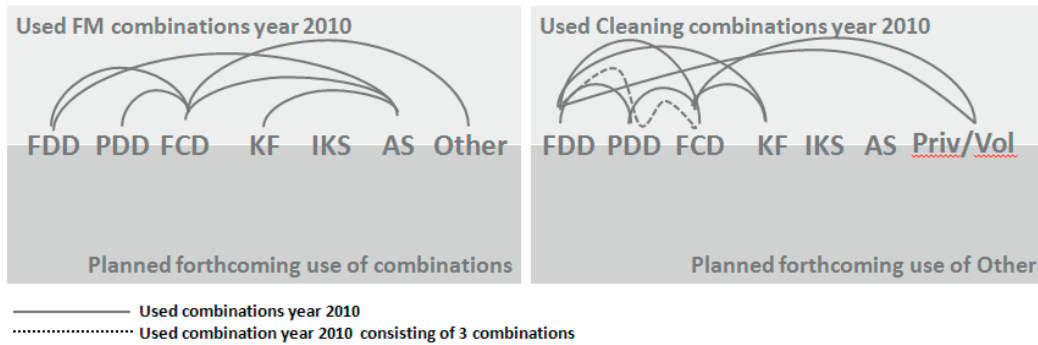 Used FM combinations year 2010
FDD PDD FCD KF IKS AS Other
Planned forthcoming use of combinations
Used Cleaning combinations year 2010
FDD PDD FCD KF IKS AS Priv/Vol
Planned forthcoming use of Other
Used combinations year 2010
Used combination year 2010 consisting of 3 combinations